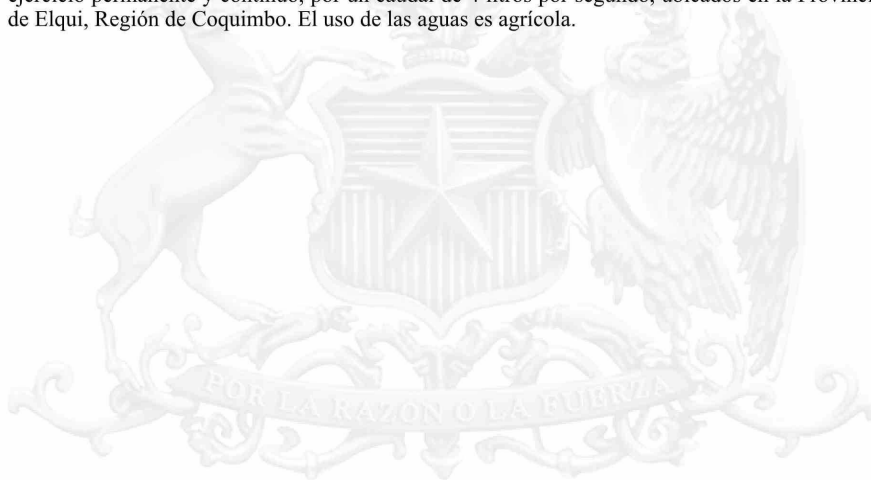 ejercicio permanente y continuo, por un caudal de 4 litros por segundo, ubicados en la Provincia
de Elqui, Región de Coquimbo. El uso de las aguas es agrícola.
POR LA RAZON O LA FUERZA